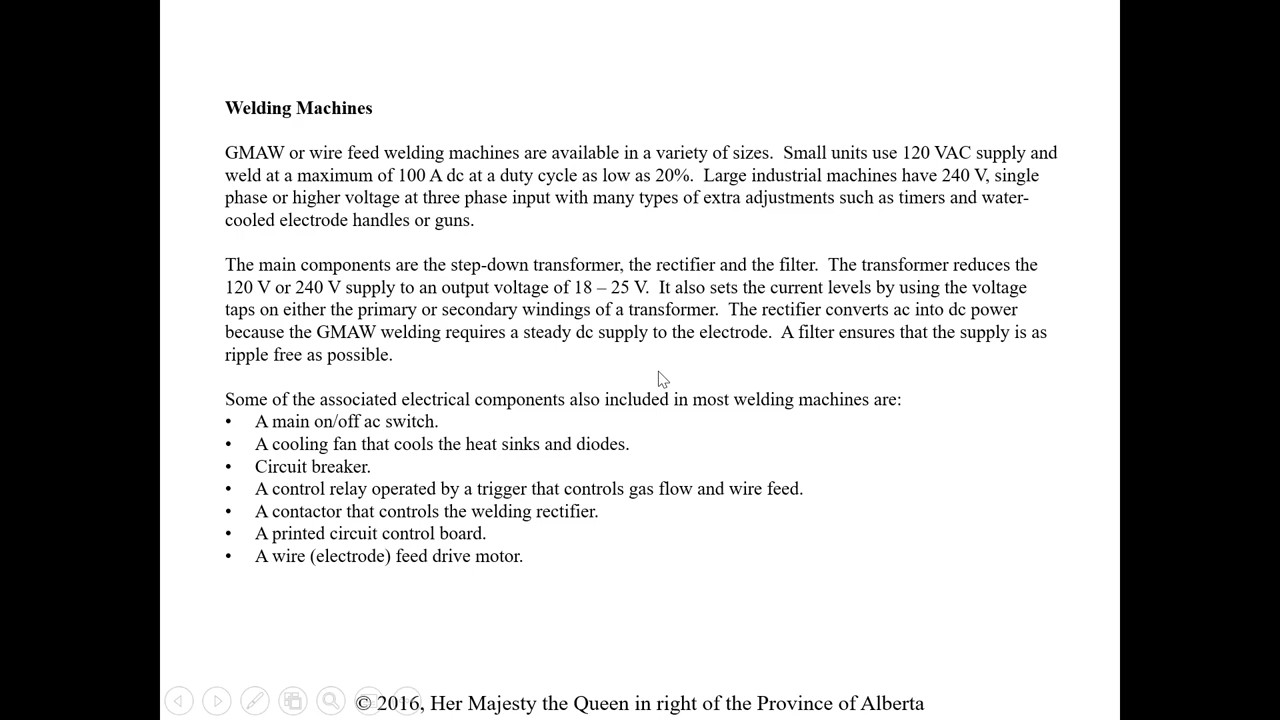 Welding Machines
GMAW or wire feed welding machines are available in a variety of sizes.  Small units use 120 VAC supply and
weld at a maximum of 100 A dc at a duty cycle as low as 20%.  Large industrial machines have 240 V, single
phase or higher voltage at three phase input with many types of extra adjustments such as timers and water-
cooled electrode handles or guns.
The main components are the step-down transformer, the rectifier and the filter.  The transformer reduces the
120 V or 240 V supply to an output voltage of 18 – 25 V.  It also sets the current levels by using the voltage
taps on either the primary or secondary windings of a transformer.  The rectifier converts ac into dc power
because the GMAW welding requires a steady dc supply to the electrode.  A filter ensures that the supply is as
ripple free as possible.
Some of the associated electrical components also included in most welding machines are:
• A main on/off ac switch.
• A cooling fan that cools the heat sinks and diodes.
• Circuit breaker.
• A control relay operated by a trigger that controls gas flow and wire feed.
• A contactor that controls the welding rectifier.
• A printed circuit control board.
• A wire (electrode) feed drive motor.
© 2016, Her Majesty the Queen in right of the Province of Alberta